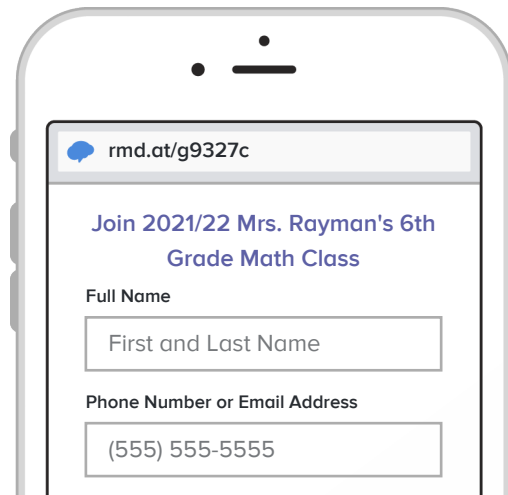 rmd.at/g9327c
Join 2021/22 Mrs. Rayman's 6th
Grade Math Class
Full Name
First and Last Name
Phone Number or Email Address
(555) 555-5555